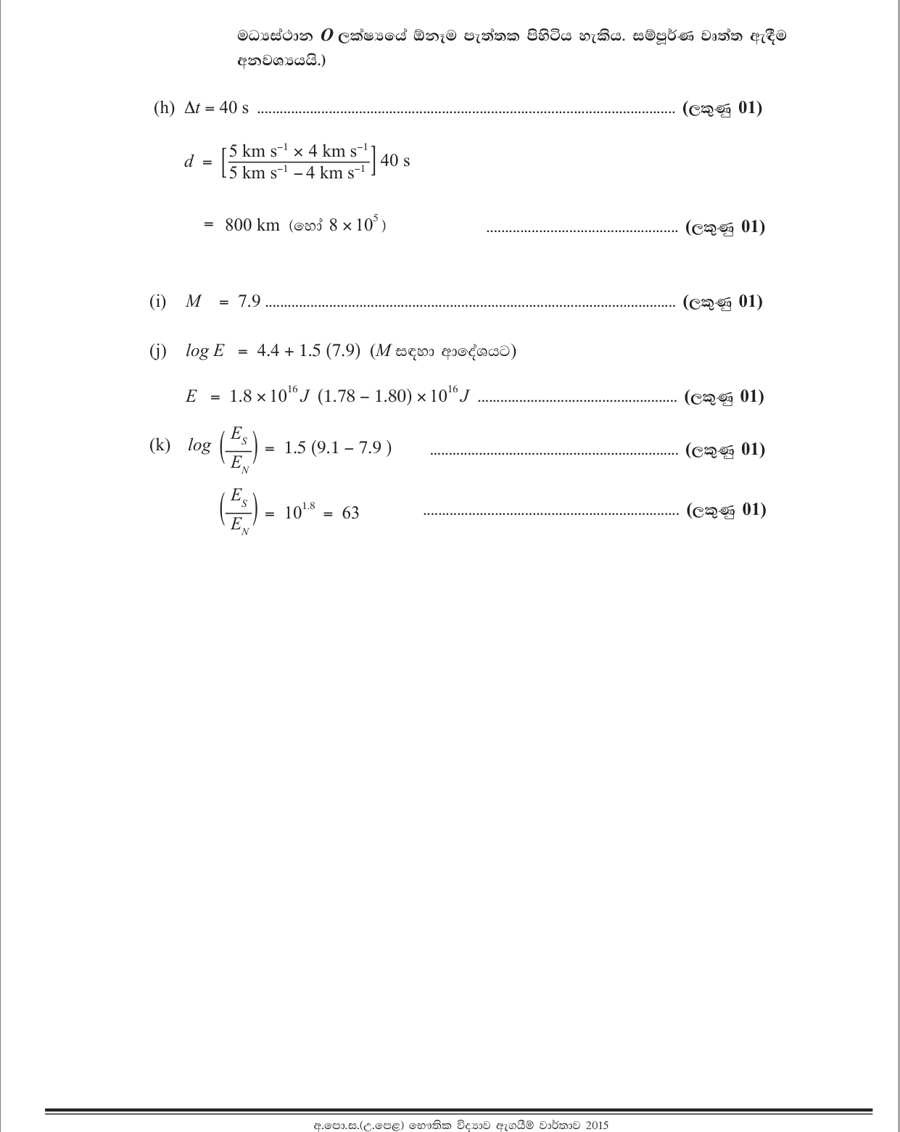 මධ්‍යස්ථාන O ලක්ෂ්‍යයේ ඕනෑම පැත්තක පිහිටිය හැකිය. සම්පූර්ණ වෘත්ත ඇඳීම
අනවශ්‍යයයි.)
(h) Δt = 40 s ........................................ (ලකුණු 01)
d = [5 km s⁻¹ × 4 km s⁻¹ / 5 km s⁻¹ – 4 km s⁻¹] 40 s
= 800 km (හෝ 8 × 10⁵) ........................................ (ලකුණු 01)
(i) M = 7.9 ........................................ (ලකුණු 01)
(j) log E = 4.4 + 1.5 (7.9) (M සඳහා ආදේශයට)
E = 1.8 × 10¹⁶ J (1.78 – 1.80) × 10¹⁶ J ........................................ (ලකුණු 01)
(k) log (E_S / E_N) = 1.5 (9.1 – 7.9 ) ........................................ (ලකුණු 01)
(E_S / E_N) = 10¹·⁸ = 63 ........................................ (ලකුණු 01)
අ.පො.ස.(උ.පෙළ) භෞතික විද්‍යාව ඇගයීම් වාර්තාව 2015